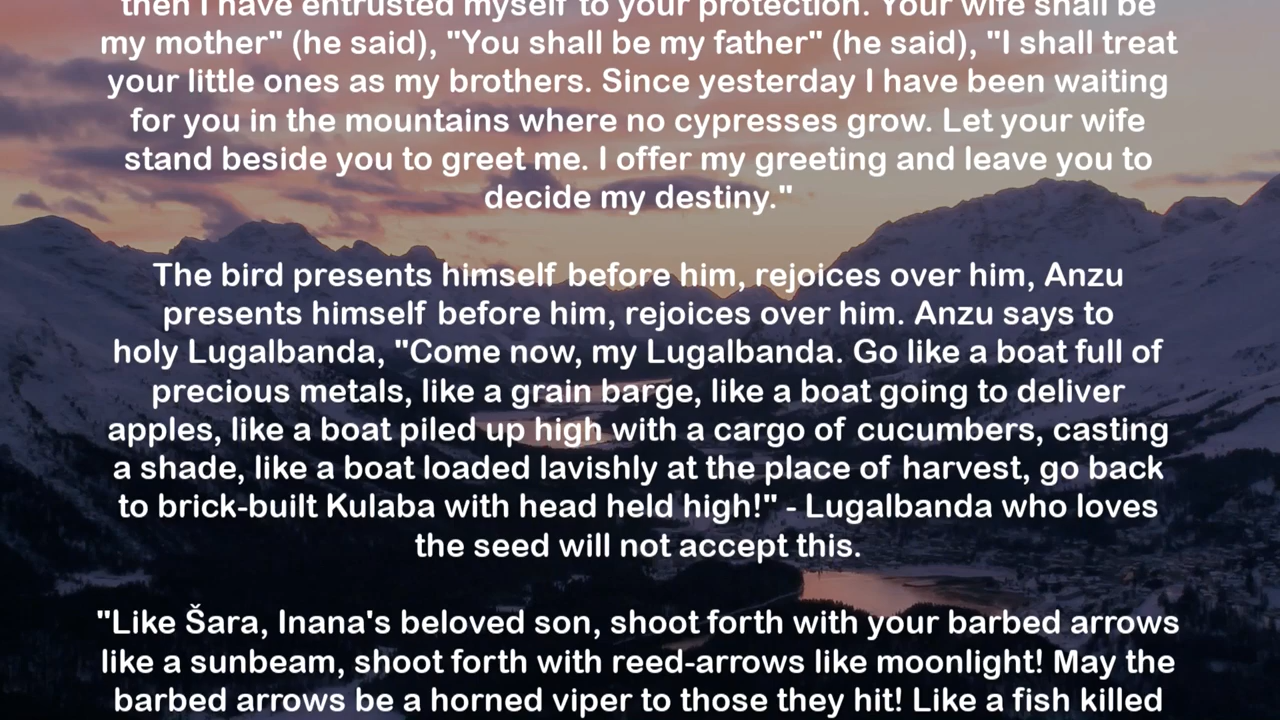 then I have entrusted myself to your protection. Your wife shall be
my mother" (he said), "You shall be my father" (he said), "I shall treat
your little ones as my brothers. Since yesterday I have been waiting
for you in the mountains where no cypresses grow. Let your wife
stand beside you to greet me. I offer my greeting and leave you to
decide my destiny."
The bird presents himself before him, rejoices over him, Anzu
presents himself before him, rejoices over him. Anzu says to
holy Lugalbanda, "Come now, my Lugalbanda. Go like a boat full of
precious metals, like a grain barge, like a boat going to deliver
apples, like a boat piled up high with a cargo of cucumbers, casting
a shade, like a boat loaded lavishly at the place of harvest, go back
to brick-built Kulaba with head held high!" - Lugalbanda who loves
the seed will not accept this.
"Like Šara, Inana's beloved son, shoot forth with your barbed arrows
like a sunbeam, shoot forth with reed-arrows like moonlight! May the
barbed arrows be a horned viper to those they hit! Like a fish killed